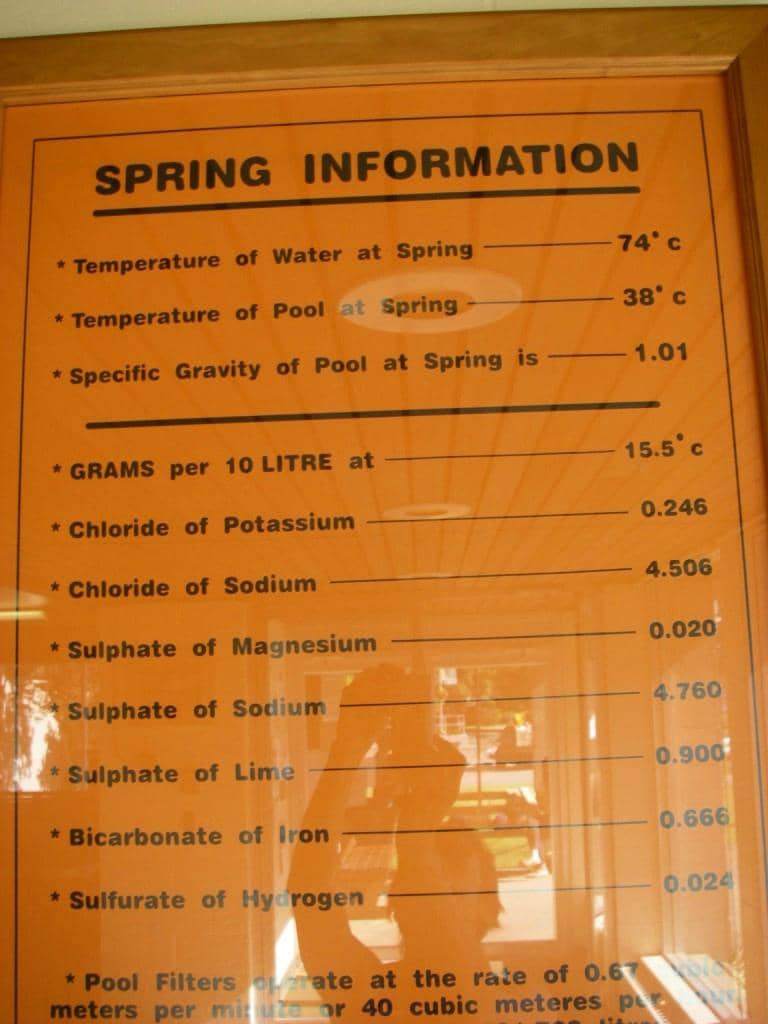 SPRING INFORMATION
* Temperature of Water at Spring 74° c
* Temperature of Pool at Spring 38° c
* Specific Gravity of Pool at Spring is 1.01
* GRAMS per 10 LITRE at 15.5° c
* Chloride of Potassium 0.246
* Chloride of Sodium 4.506
* Sulphate of Magnesium 0.020
* Sulphate of Sodium 4.760
* Sulphate of Lime 0.900
* Bicarbonate of Iron 0.666
* Sulfurate of Hydrogen 0.024
* Pool Filters operate at the rate of 0.67
meters per minute or 40 cubic meteres per